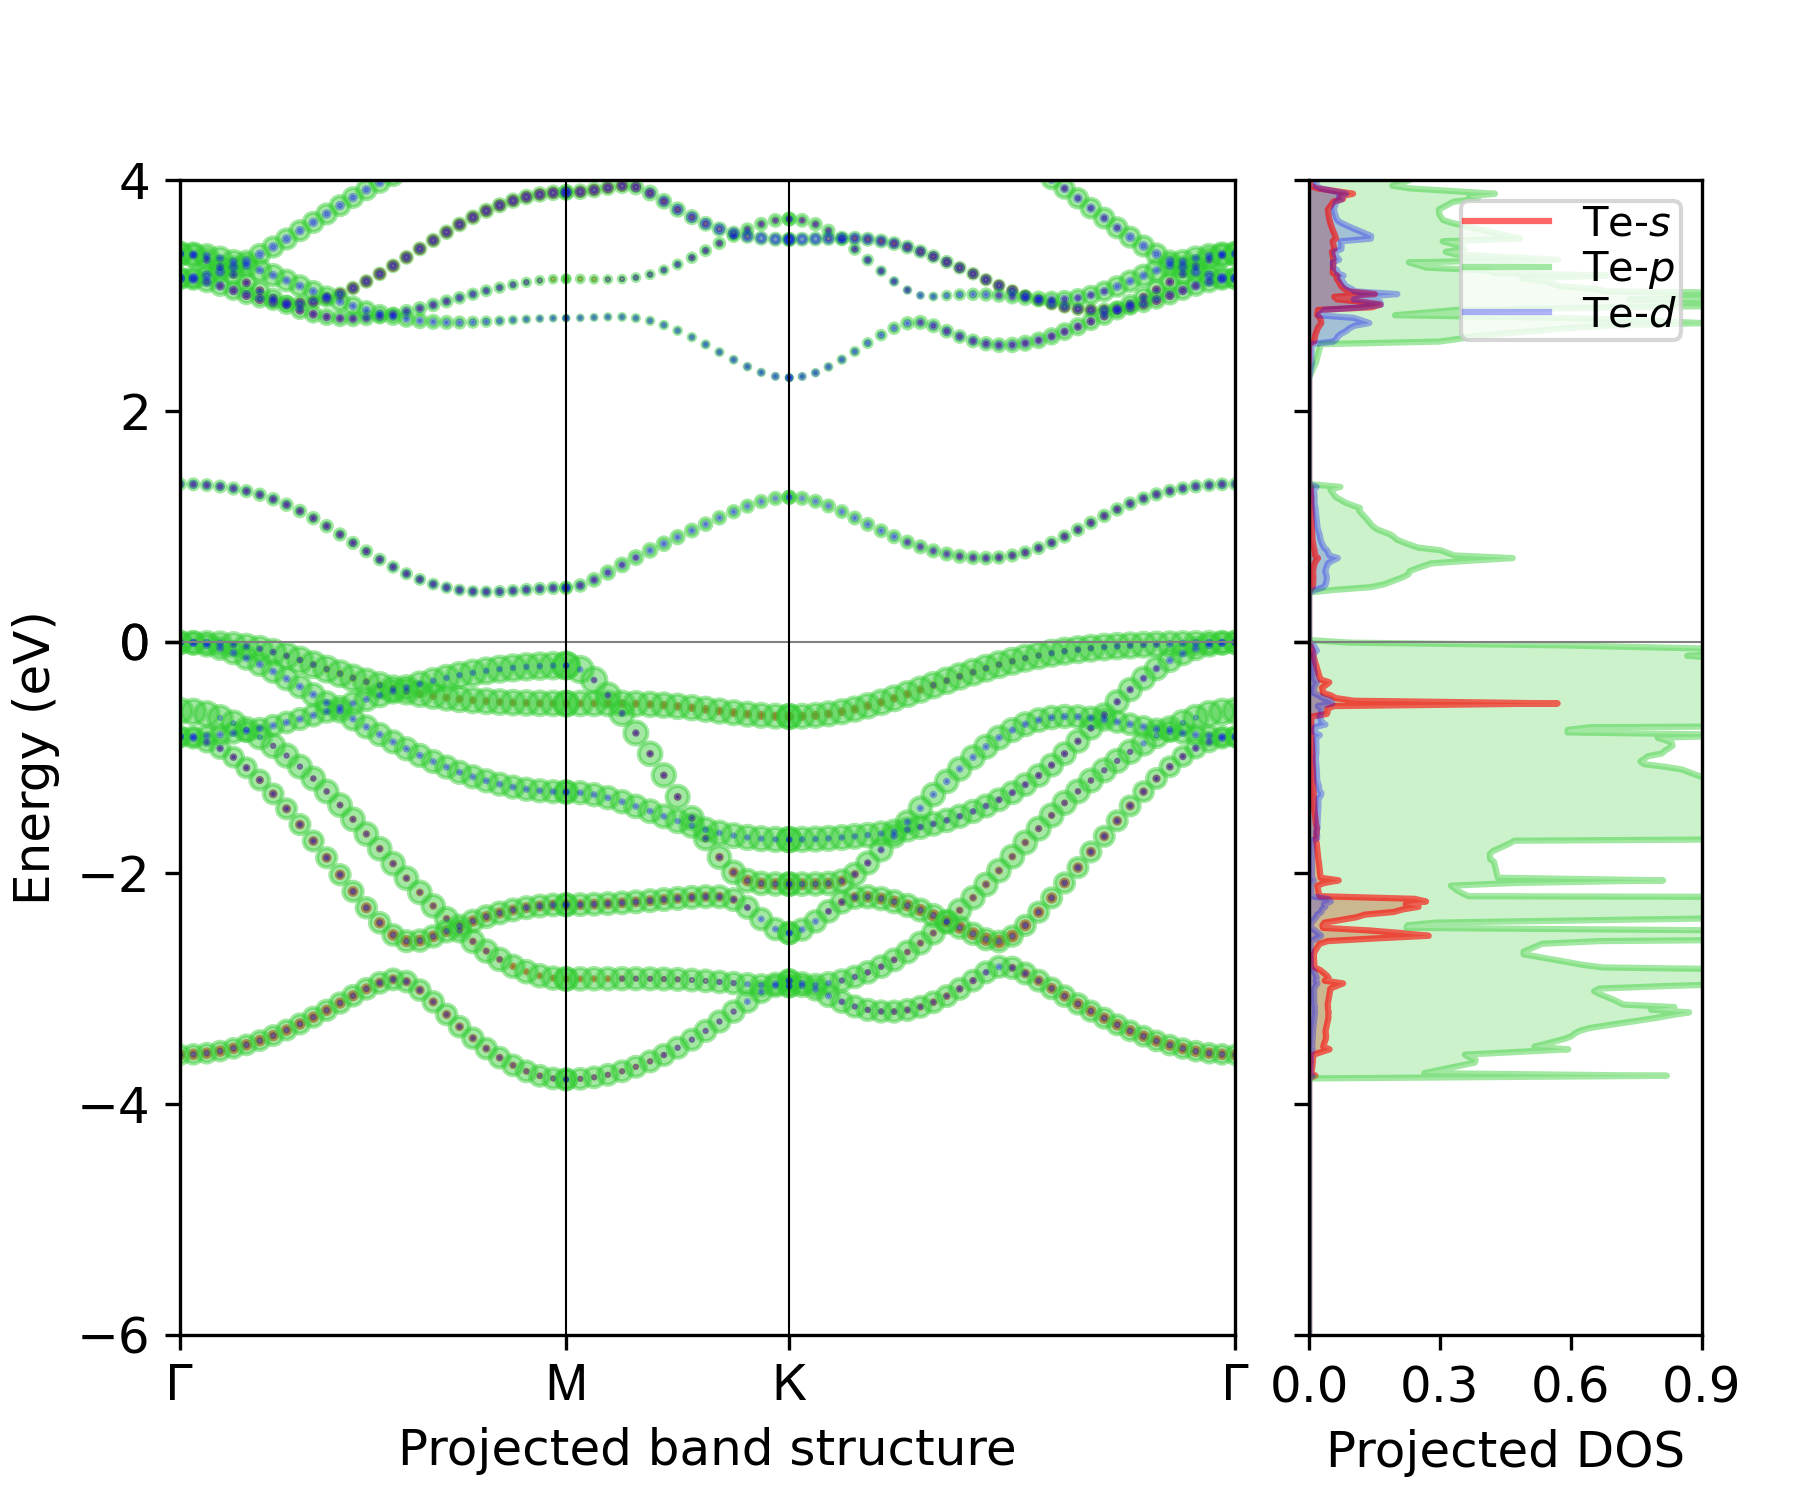 4
2
0
−2
−4
−6
Energy (eV)
Γ M K Γ
Projected band structure
Te-s
Te-p
Te-d
0.0 0.3 0.6 0.9
Projected DOS